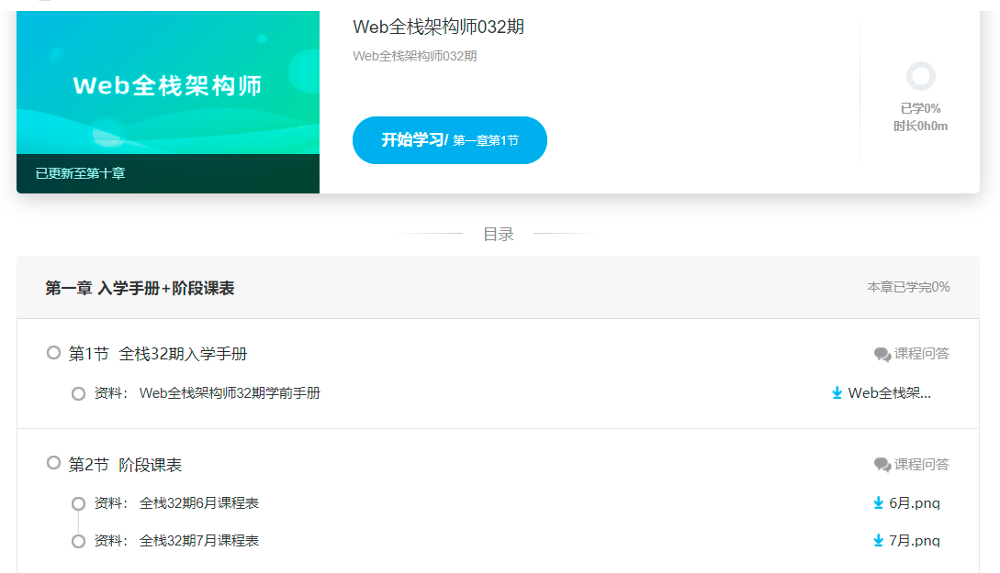 Web全栈架构师
已更新至第十章
Web全栈架构师032期
Web全栈架构师032期
开始学习/ 第一章第1节
已学0%
时长0h0m
目录
第一章 入学手册+阶段课表
本章已学完0%
第1节 全栈32期入学手册
课程问答
资料： Web全栈架构师32期学前手册
Web全栈架...
第2节 阶段课表
课程问答
资料： 全栈32期6月课程表
6月.png
资料： 全栈32期7月课程表
7月.png